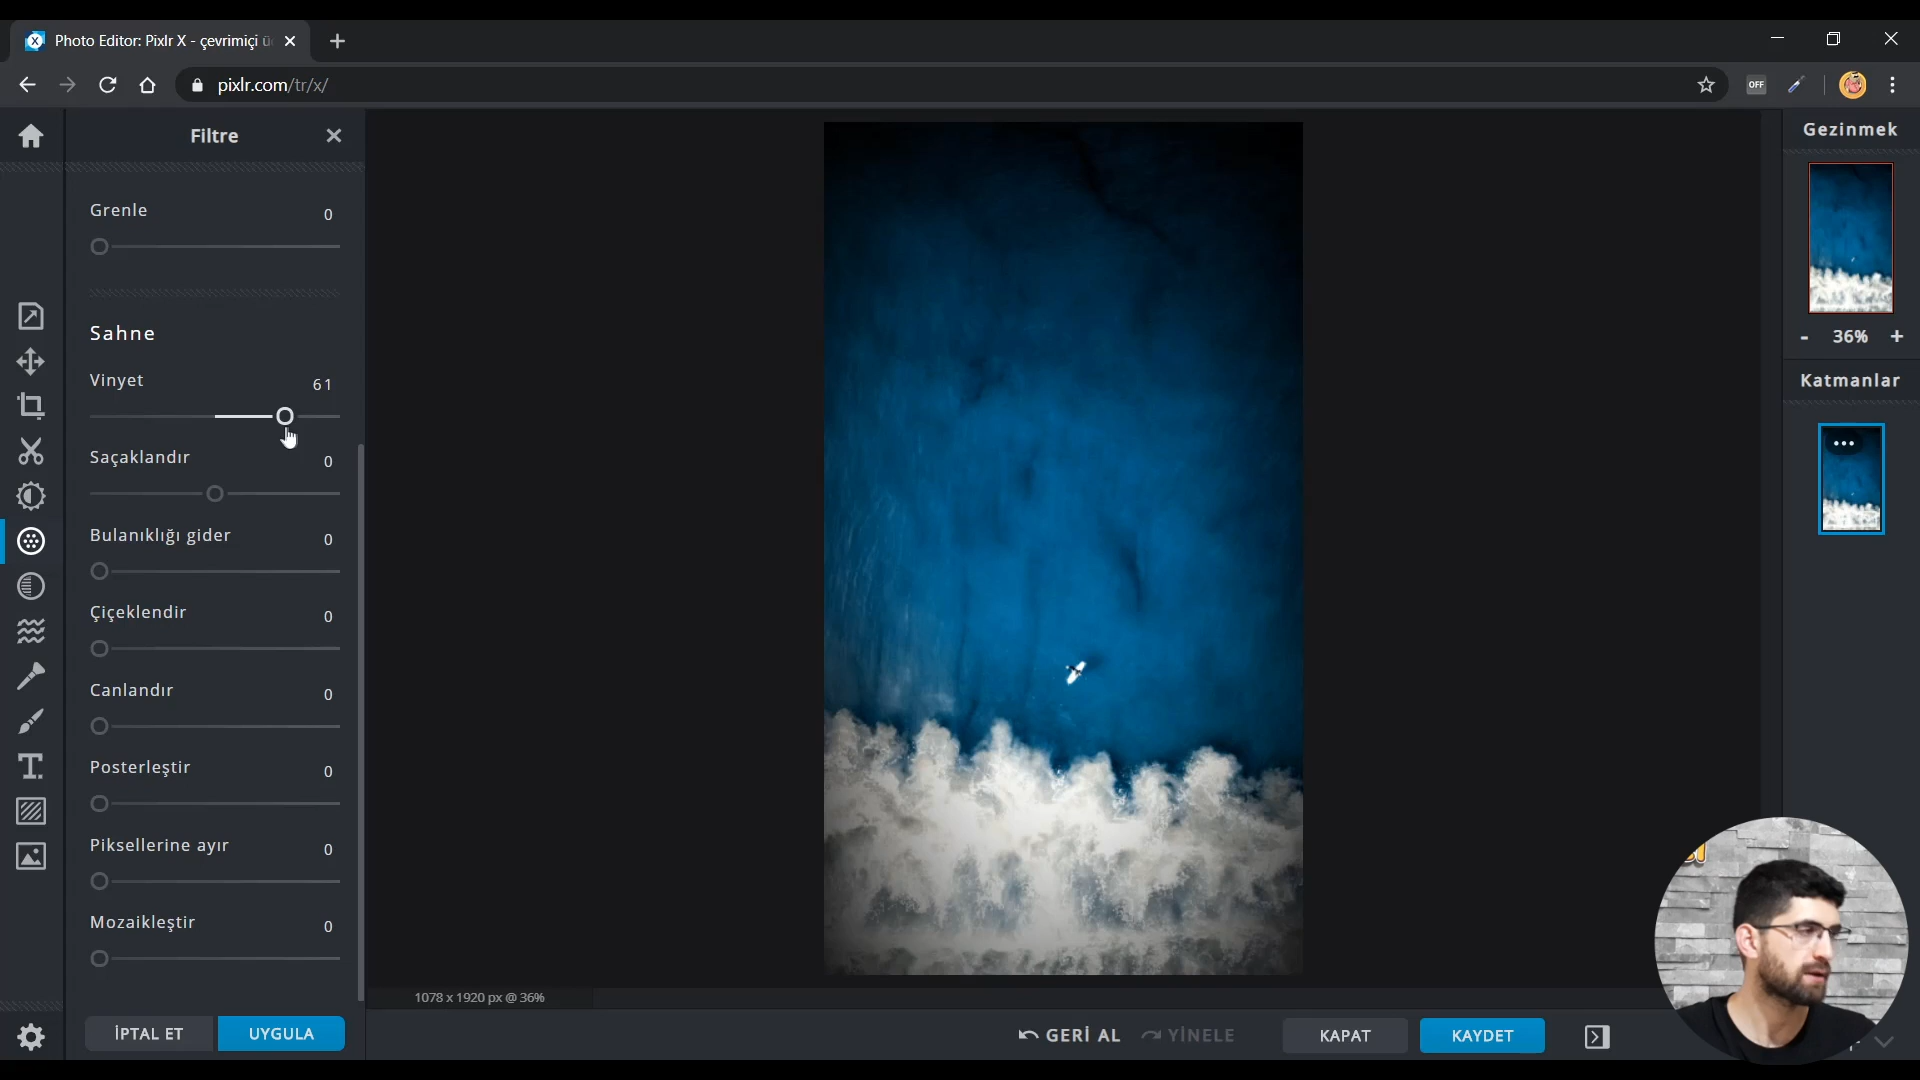 Photo Editor: Pixlr X - çevrimiçi
pixlr.com/tr/x/
OFF
Filtre
Grenle
0
Sahne
Vinyet
61
Saçaklandır
0
Bulanıklığı gider
0
Çiçeklendir
0
Canlandır
0
Posterleştir
0
Piksellerine ayır
0
Mozaikleştir
0
İPTAL ET
UYGULA
1078 x 1920 px @ 36%
GERİ AL
YİNELE
KAPAT
KAYDET
Gezinmek
- 36% +
Katmanlar